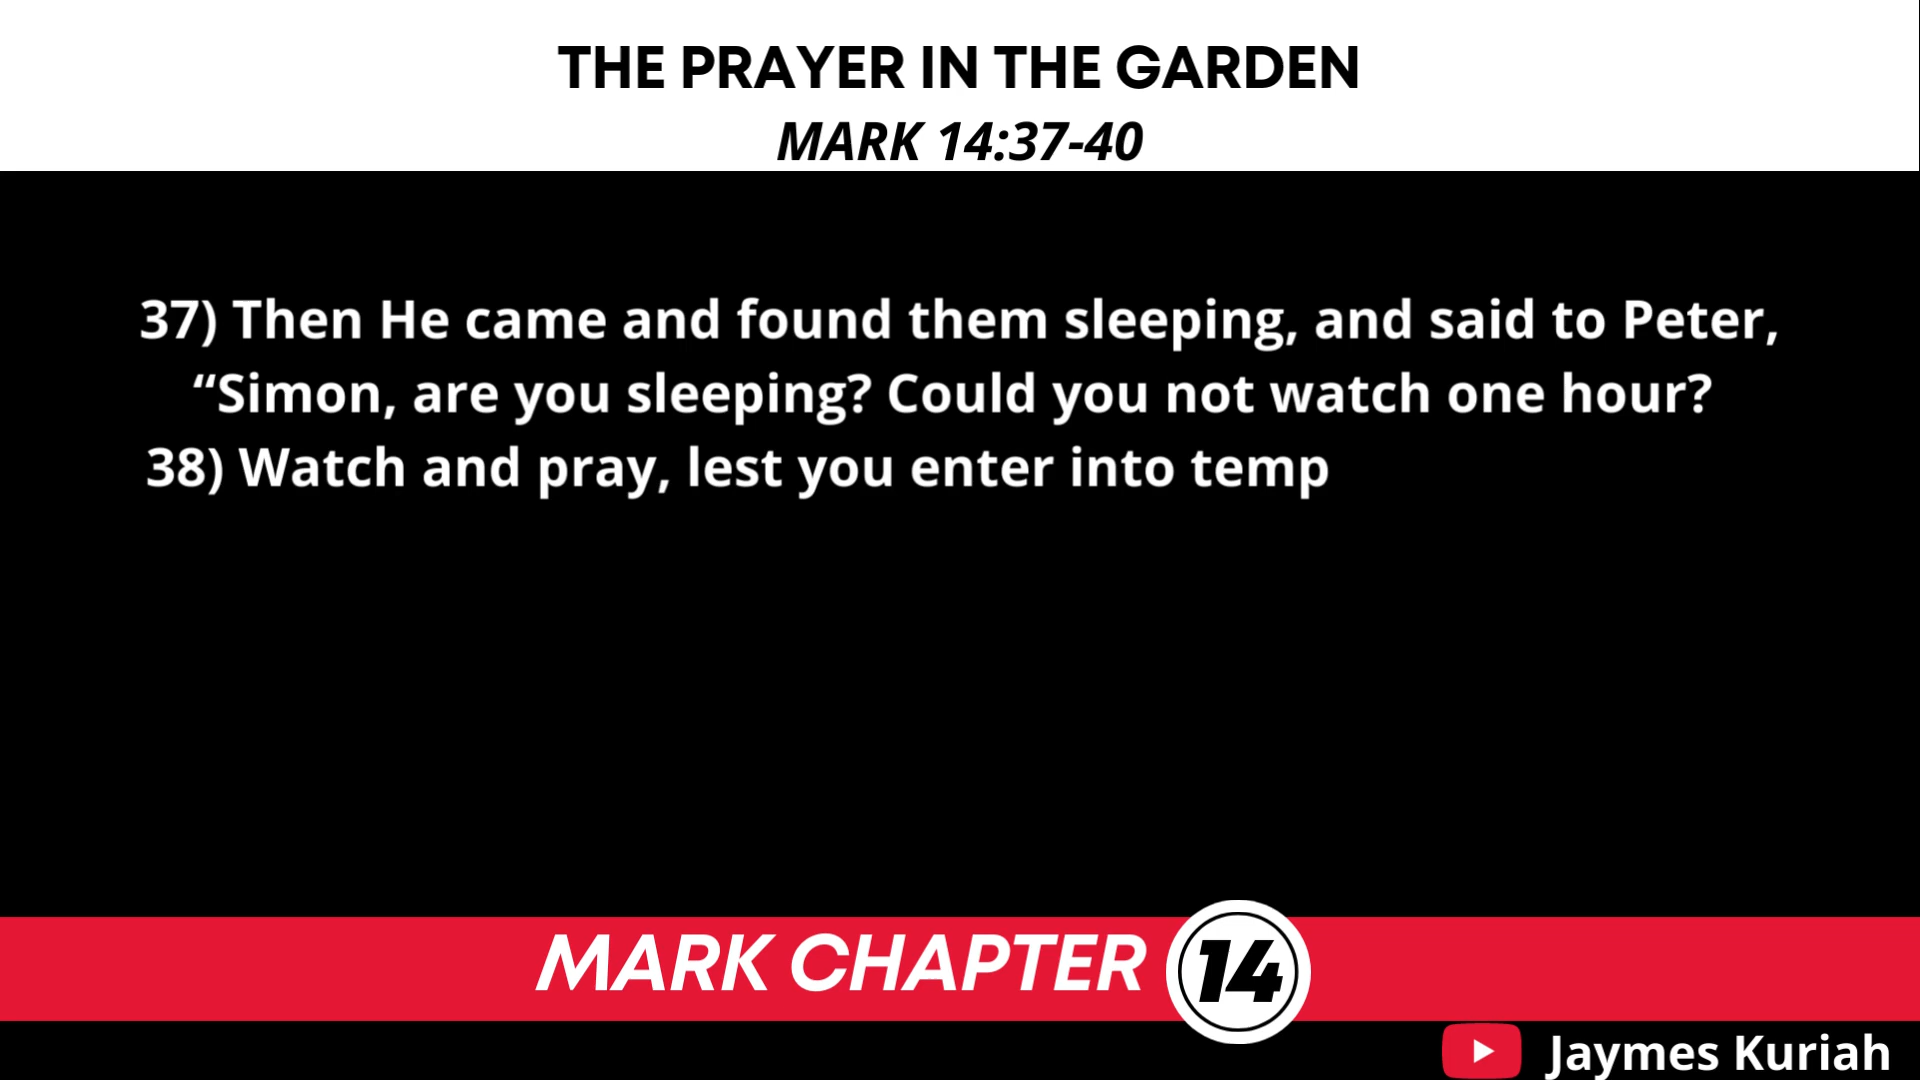 THE PRAYER IN THE GARDEN
MARK 14:37-40
37) Then He came and found them sleeping, and said to Peter,
“Simon, are you sleeping? Could you not watch one hour?
38) Watch and pray, lest you enter into temp
MARK CHAPTER 14
Jaymes Kuriah